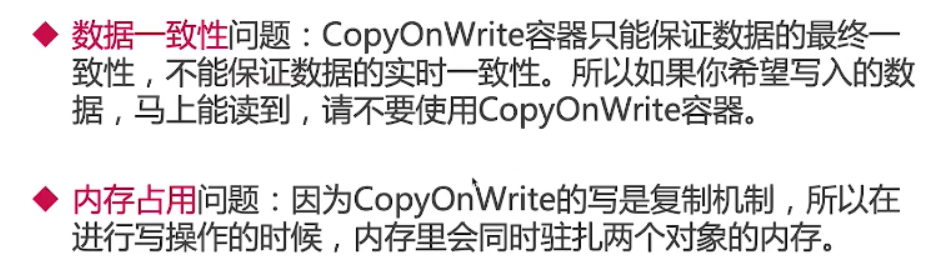 ◆ 数据一致性问题：CopyOnWrite容器只能保证数据的最终一
致性，不能保证数据的实时一致性。所以如果你希望写入的数
据，马上能读到，请不要使用CopyOnWrite容器。
◆ 内存占用问题：因为CopyOnWrite的写是复制机制，所以在
进行写操作的时候，内存里会同时驻扎两个对象的内存。